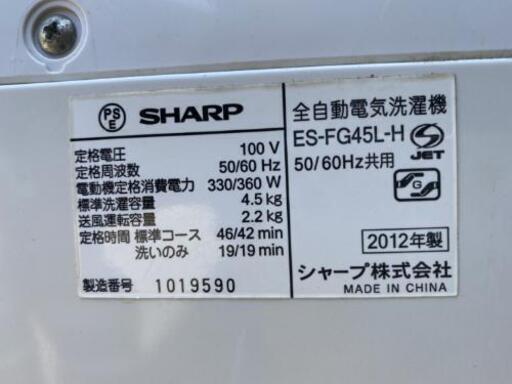 PS
E
SHARP
定格電圧 100 V
定格周波数 50/60 Hz
電動機定格消費電力 330/360 W
標準洗濯容量 4.5 kg
送風運転容量 2.2 kg
定格時間 標準コース 46/42 min
洗いのみ 19/19 min
製造番号 1019590
全自動電気洗濯機
ES-FG45L-H
50/60Hz共用
S
JET
G
2012年製
シャープ株式会社
MADE IN CHINA